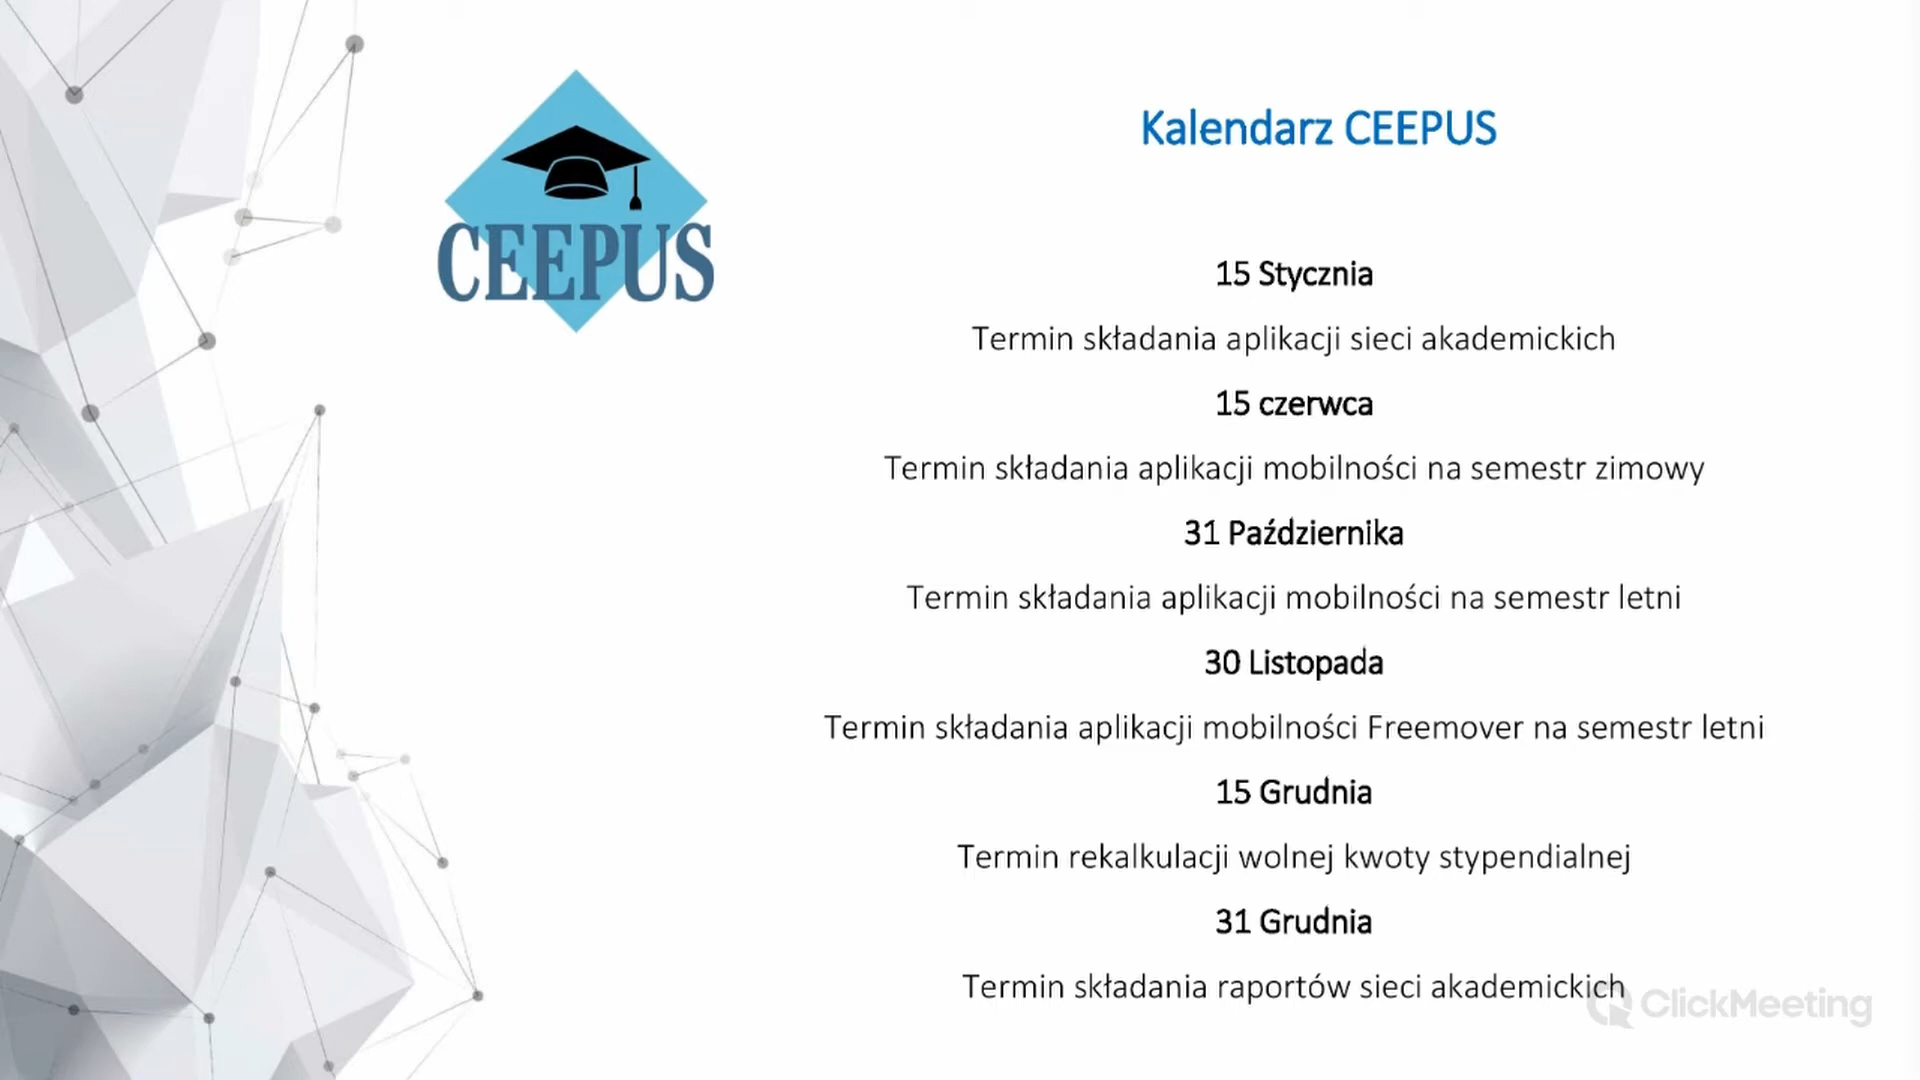 CEEPUS
Kalendarz CEEPUS
15 Stycznia
Termin składania aplikacji sieci akademickich
15 czerwca
Termin składania aplikacji mobilności na semestr zimowy
31 Października
Termin składania aplikacji mobilności na semestr letni
30 Listopada
Termin składania aplikacji mobilności Freemover na semestr letni
15 Grudnia
Termin rekalkulacji wolnej kwoty stypendialnej
31 Grudnia
Termin składania raportów sieci akademickich
ClickMeeting